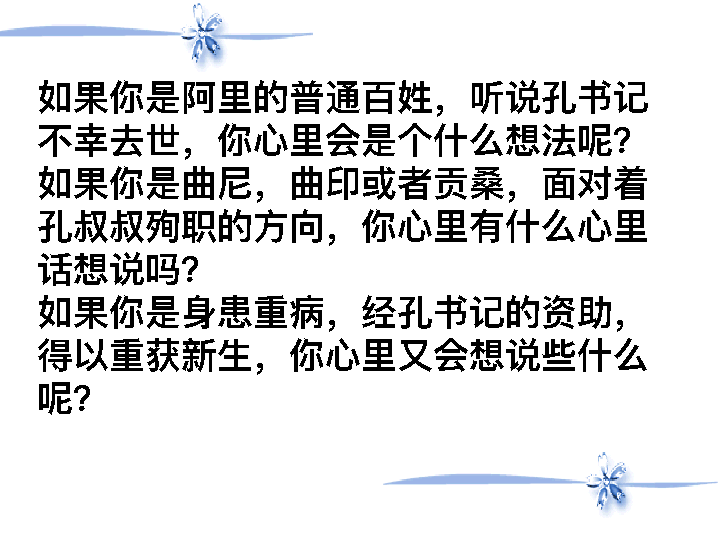 如果你是阿里的普通百姓，听说孔书记
不幸去世，你心里会是个什么想法呢？
如果你是曲尼，曲印或者贡桑，面对着
孔叔叔殉职的方向，你心里有什么心里
话想说吗？
如果你是身患重病，经孔书记的资助，
得以重获新生，你心里又会想说些什么
呢？